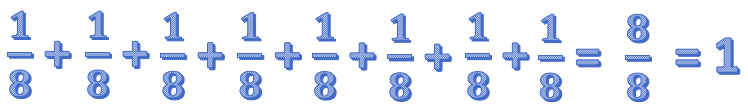 1/8 + 1/8 + 1/8 + 1/8 + 1/8 + 1/8 + 1/8 + 1/8 = 8/8 = 1